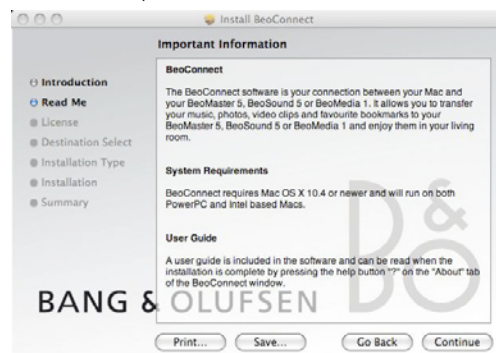 Install BeoConnect
Important Information
Introduction
Read Me
License
Destination Select
Installation Type
Installation
Summary
BeoConnect
The BeoConnect software is your connection between your Mac and
your BeoMaster 5, BeoSound 5 or BeoMedia 1. It allows you to transfer
your music, photos, video clips and favourite bookmarks to your
BeoMaster 5, BeoSound 5 or BeoMedia 1 and enjoy them in your living
room.
System Requirements
BeoConnect requires Mac OS X 10.4 or newer and will run on both
PowerPC and Intel based Macs.
User Guide
A user guide is included in the software and can be read when the
installation is complete by pressing the help button "?" on the "About" tab
of the BeoConnect window.
B&O
BANG & OLUFSEN
Print...
Save...
Go Back
Continue